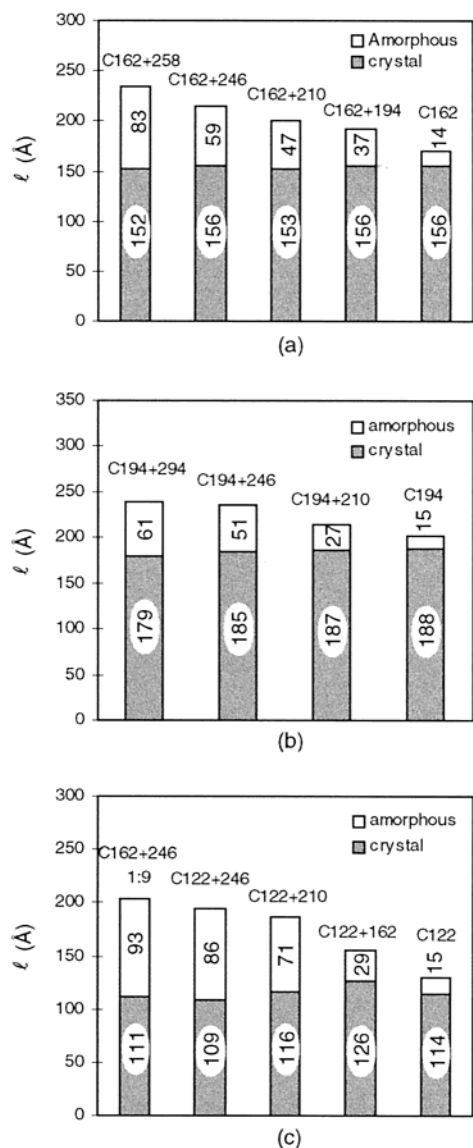 300
250
200
150
100
50
0
ℓ (Å)
Amorphous
crystal
C162+258
C162+246
C162+210
C162+194
C162
83
59
47
37
14
152
156
153
156
156
(a)
350
300
250
200
150
100
50
0
ℓ (Å)
amorphous
crystal
C194+294
C194+246
C194+210
C194
61
51
27
15
179
185
187
188
(b)
300
250
200
150
100
50
0
ℓ (Å)
amorphous
crystal
C162+246
1:9
C122+246
C122+210
C122+162
C122
93
86
71
29
15
111
109
116
126
114
(c)